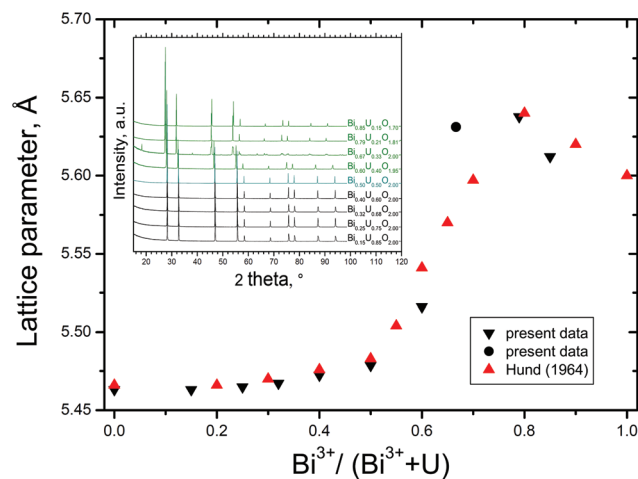 Lattice parameter, Å
5.65
5.60
5.55
5.50
5.45
0.0 0.2 0.4 0.6 0.8 1.0
Bi3+/ (Bi3++U)
Intensity, a.u.
20 30 40 50 60 70 80 90 100 110 120
2 theta, °
Bi0.85U0.15O1.70
Bi0.79U0.21O1.81
Bi0.67U0.33O2.00
Bi0.60U0.40O1.95
Bi0.50U0.50O2.00
Bi0.40U0.60O2.00
Bi0.32U0.68O2.00
Bi0.25U0.75O2.00
Bi0.15U0.85O2.00
present data
present data
Hund (1964)